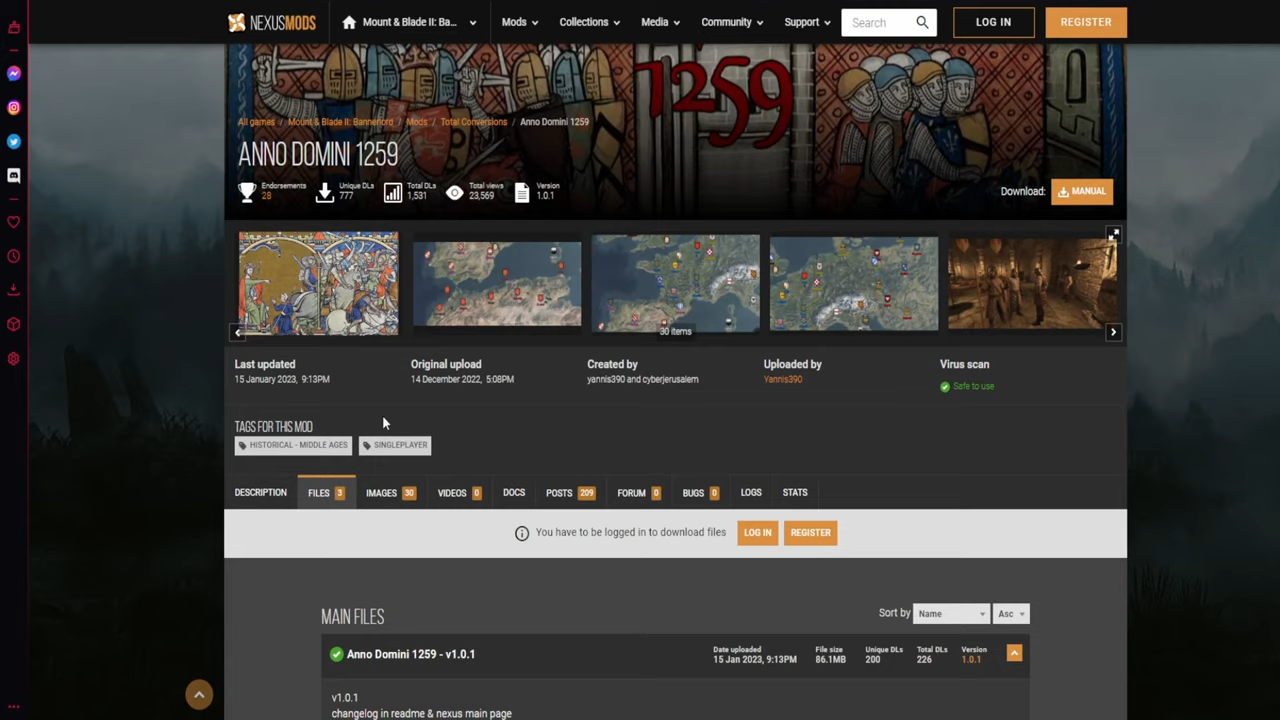 NEXUSMODS
Mount & Blade II: Ba...
Mods
Collections
Media
Community
Support
Search
LOG IN
REGISTER
1259
All games / Mount & Blade II: Bannerlord / Mods / Total Conversions / Anno Domini 1259
ANNO DOMINI 1259
Endorsements
28
Unique DLs
777
Total DLs
1,531
Total views
23,569
Version
1.0.1
Download:
MANUAL
30 items
Last updated
15 January 2023, 9:13PM
Original upload
14 December 2022, 5:08PM
Created by
yannis390 and cyberjerusalem
Uploaded by
Yannis390
Virus scan
Safe to use
TAGS FOR THIS MOD
HISTORICAL - MIDDLE AGES
SINGLEPLAYER
DESCRIPTION
FILES 3
IMAGES 30
VIDEOS 0
DOCS
POSTS 209
FORUM 0
BUGS 0
LOGS
STATS
You have to be logged in to download files
LOG IN
REGISTER
MAIN FILES
Sort by
Name
Asc
Anno Domini 1259 - v1.0.1
Date uploaded
15 Jan 2023, 9:13PM
File size
86.1MB
Unique DLs
200
Total DLs
226
Version
1.0.1
v1.0.1
changelog in readme & nexus main page